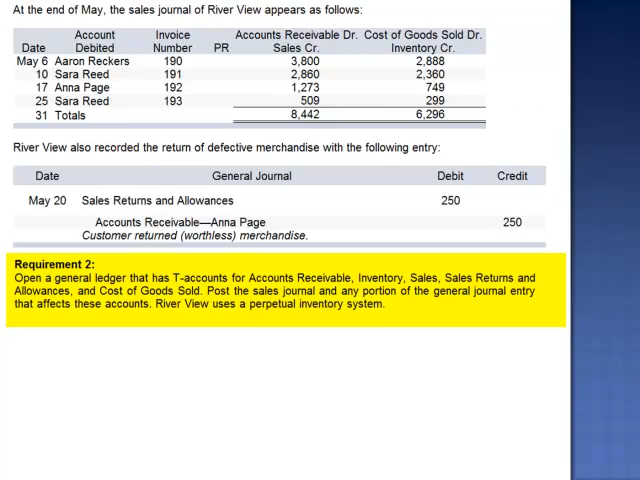 At the end of May, the sales journal of River View appears as follows:
Account Invoice Accounts Receivable Dr. Cost of Goods Sold Dr.
Date Debited Number PR Sales Cr. Inventory Cr.
May 6 Aaron Reckers 190 3,800 2,888
10 Sara Reed 191 2,860 2,360
17 Anna Page 192 1,273 749
25 Sara Reed 193 509 299
31 Totals 8,442 6,296
River View also recorded the return of defective merchandise with the following entry:
Date General Journal Debit Credit
May 20 Sales Returns and Allowances 250
Accounts Receivable—Anna Page 250
Customer returned (worthless) merchandise.
Requirement 2:
Open a general ledger that has T-accounts for Accounts Receivable, Inventory, Sales, Sales Returns and
Allowances, and Cost of Goods Sold. Post the sales journal and any portion of the general journal entry
that affects these accounts. River View uses a perpetual inventory system.